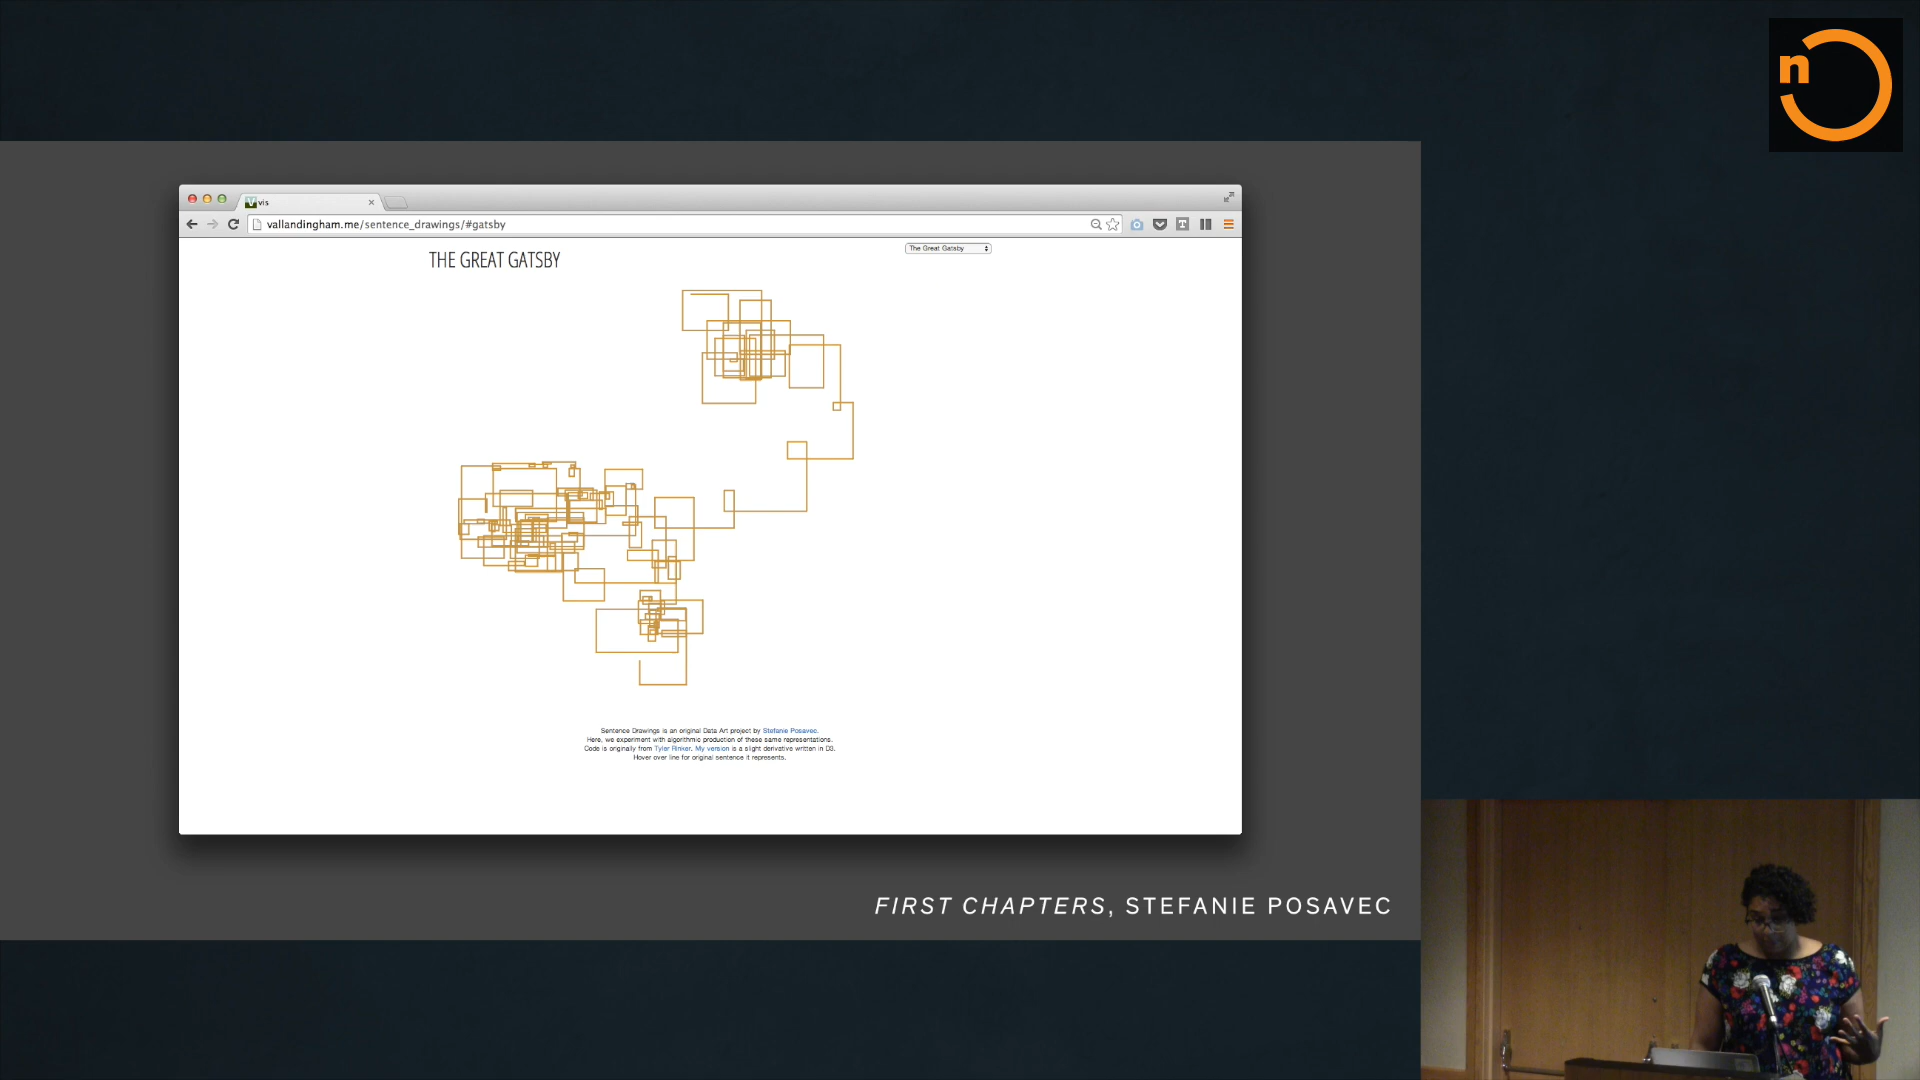 n
vis
vallandingham.me/sentence_drawings/#gatsby
THE GREAT GATSBY
The Great Gatsby
Sentence Drawings is an original Data Art project by Stefanie Posavec.
Here, we experiment with algorithmic production of these same representations.
Code is originally from Tyler Rinker. My version is a slight derivative written in D3.
Hover over line for original sentence it represents.
FIRST CHAPTERS, STEFANIE POSAVEC